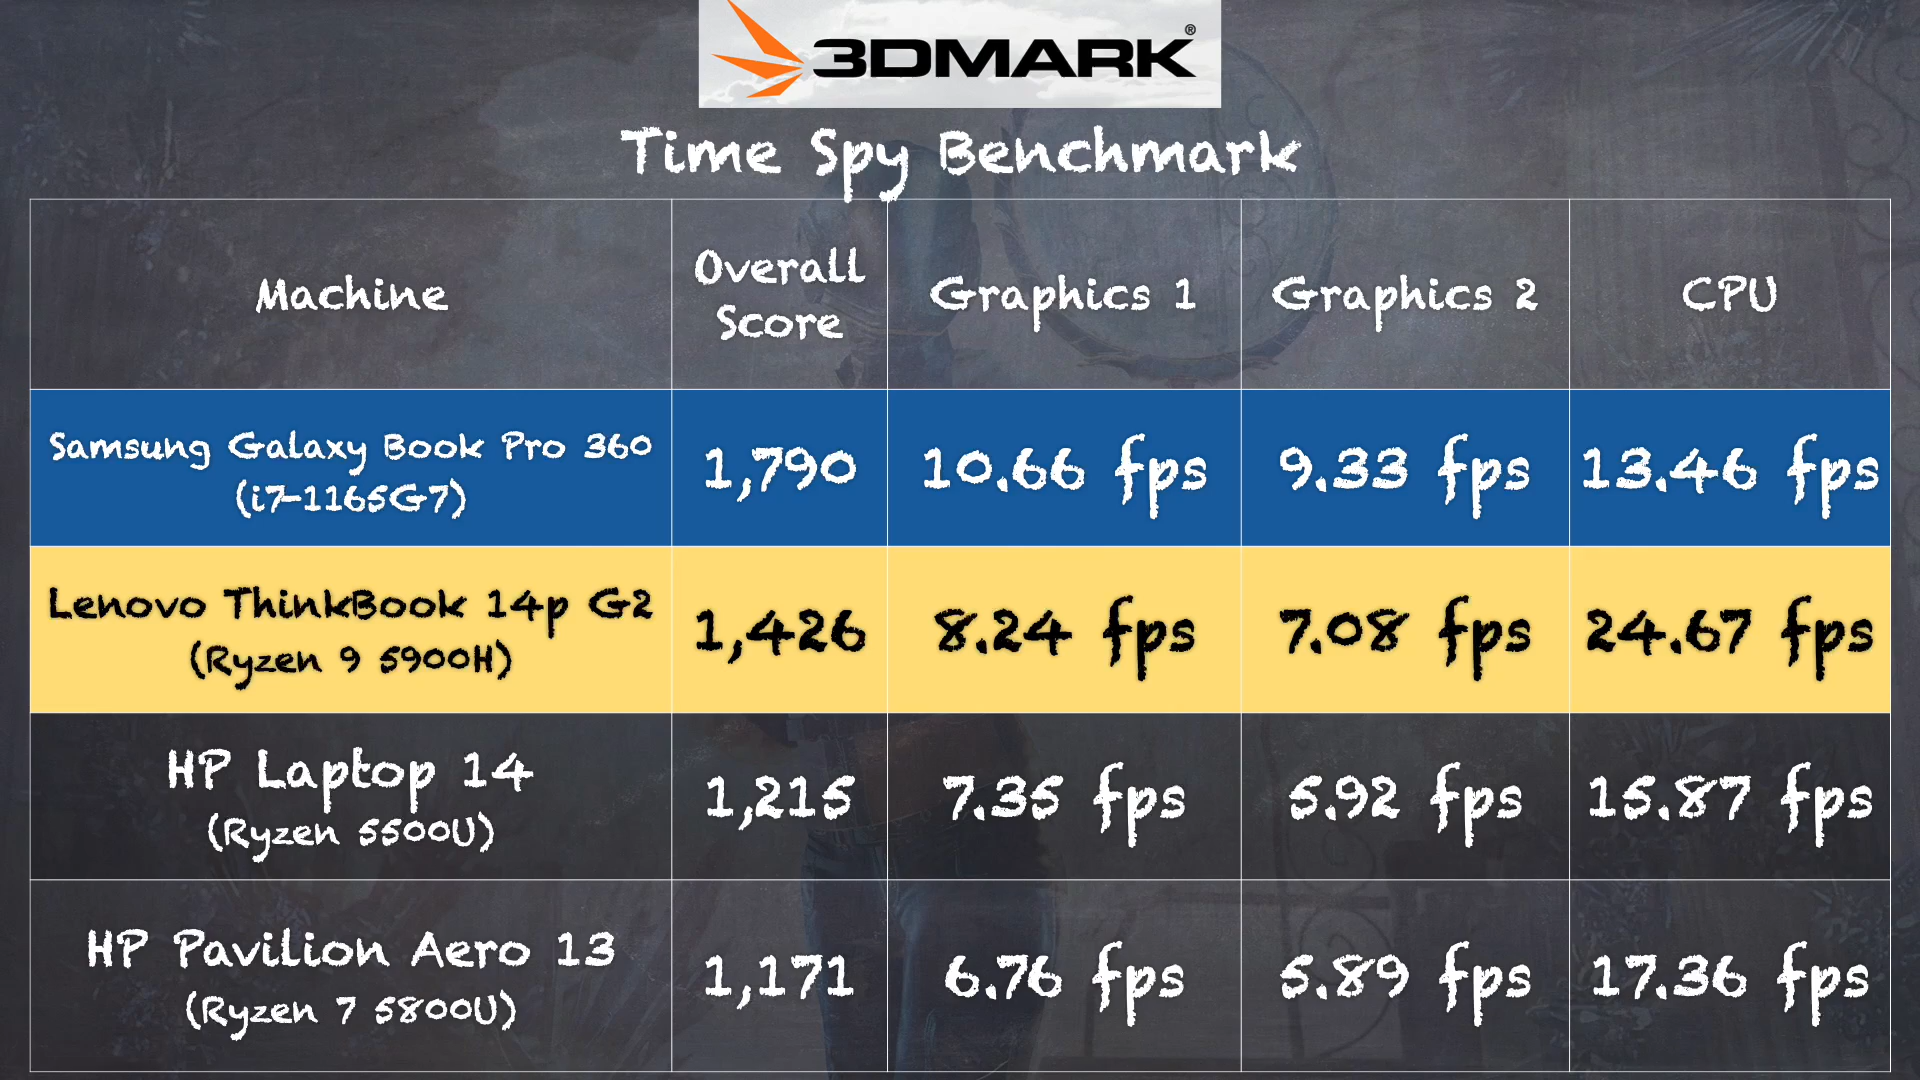 3DMARK®
Time Spy Benchmark
Machine
Overall
Score
Graphics 1
Graphics 2
CPU
Samsung Galaxy Book Pro 360
(i7-1165G7)
1,790
10.66 fps
9.33 fps
13.46 fps
Lenovo ThinkBook 14p G2
(Ryzen 9 5900H)
1,426
8.24 fps
7.08 fps
24.67 fps
HP Laptop 14
(Ryzen 5500U)
1,215
7.35 fps
5.92 fps
15.87 fps
HP Pavilion Aero 13
(Ryzen 7 5800U)
1,171
6.76 fps
5.89 fps
17.36 fps